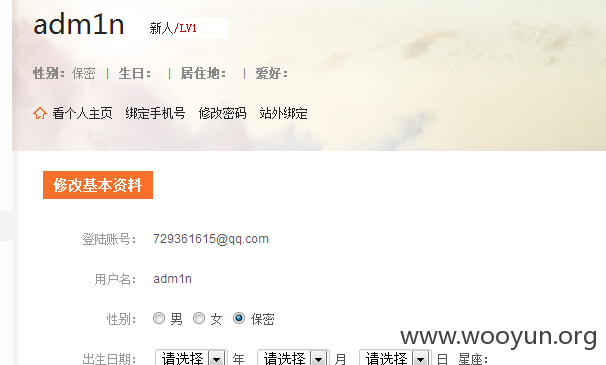 adm1n 新人/LV1
性别：保密 | 生日： | 居住地： | 爱好：
看个人主页 绑定手机号 修改密码 站外绑定
修改基本资料
登陆账号： 729361615@qq.com
用户名： adm1n
性别： 男 女 保密
www.wooyun.org
出生日期： 请选择 年 请选择 月 请选择 日 星座：